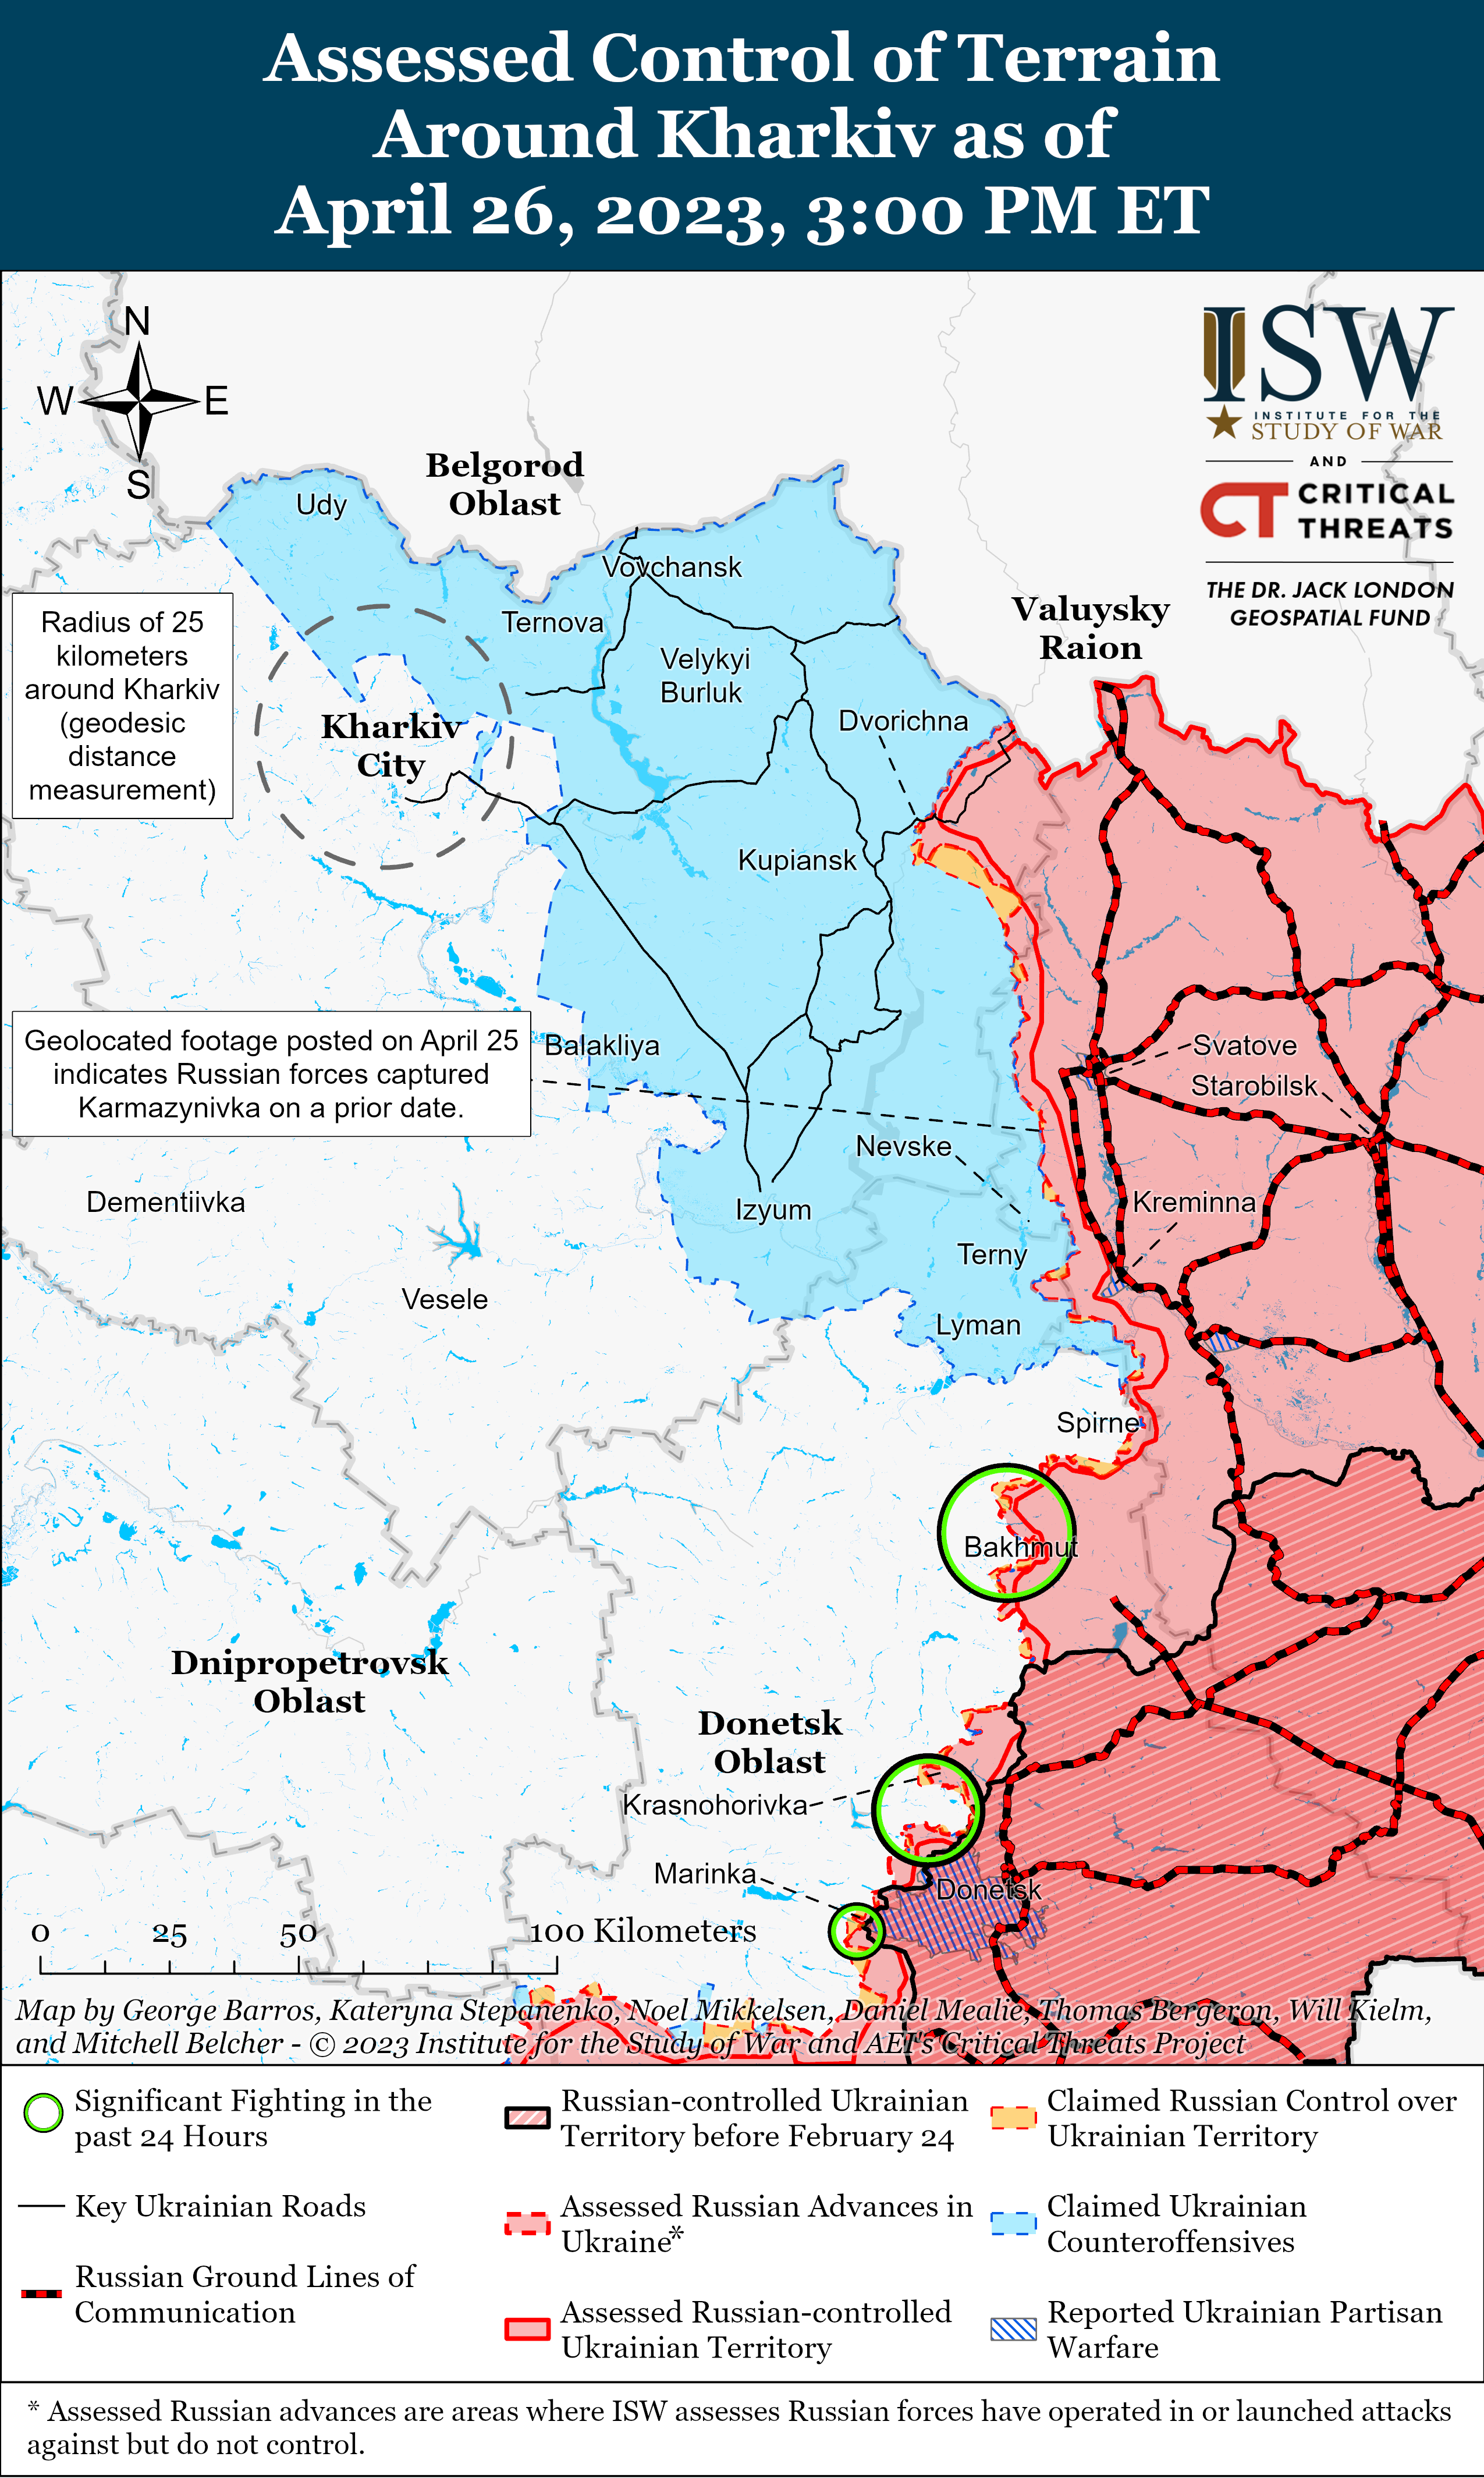 Assessed Control of Terrain
Around Kharkiv as of
April 26, 2023, 3:00 PM ET
N
W
E
S
ISW
INSTITUTE FOR THE
STUDY OF WAR
AND
CT CRITICAL
THREATS
THE DR. JACK LONDON
GEOSPATIAL FUND
Belgorod
Oblast
Udy
Vovchansk
Ternova
Radius of 25
kilometers
around Kharkiv
(geodesic
distance
measurement)
Valuysky
Raion
Velykyi
Burluk
Kharkiv
City
Dvorichna
Kupiansk
Geolocated footage posted on April 25
indicates Russian forces captured
Karmazynivka on a prior date.
Balakliya
Svatove
Starobilsk
Nevske
Dementiivka
Izyum
Kreminna
Terny
Vesele
Lyman
Spirne
Bakhmut
Dnipropetrovsk
Oblast
Donetsk
Oblast
Krasnohorivka
Marinka
Donetsk
0 25 50 100 Kilometers
Map by George Barros, Kateryna Stepanenko, Noel Mikkelsen, Daniel Mealie, Thomas Bergeron, Will Kielm,
and Mitchell Belcher - © 2023 Institute for the Study of War and AEI's Critical Threats Project
Significant Fighting in the
past 24 Hours
Key Ukrainian Roads
Russian Ground Lines of
Communication
Russian-controlled Ukrainian
Territory before February 24
Assessed Russian Advances in
Ukraine*
Assessed Russian-controlled
Ukrainian Territory
Claimed Russian Control over
Ukrainian Territory
Claimed Ukrainian
Counteroffensives
Reported Ukrainian Partisan
Warfare
* Assessed Russian advances are areas where ISW assesses Russian forces have operated in or launched attacks
against but do not control.